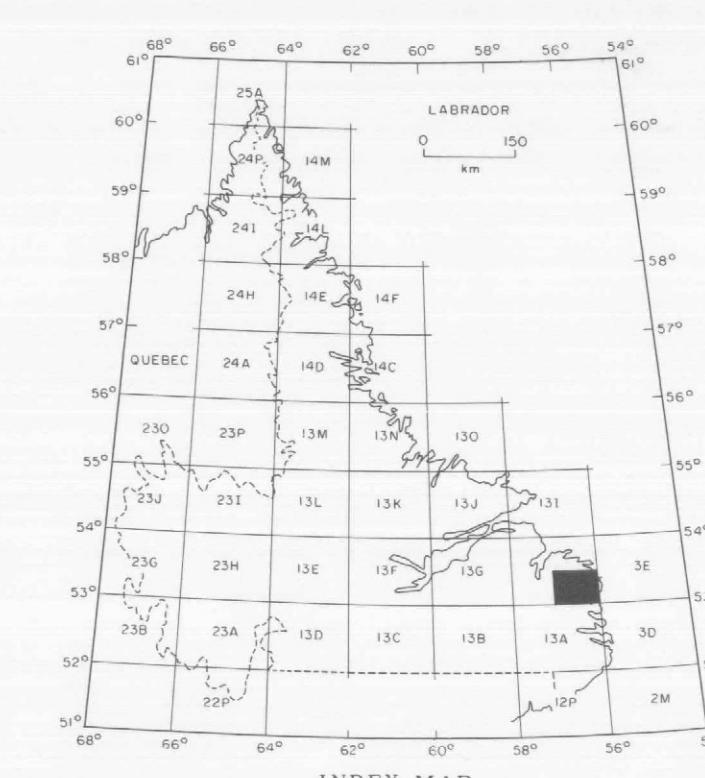 68° 66° 64° 62° 60° 58° 56° 54°
61° 61°
25A
LABRADOR
0 150
km
60° 60°
24P 14M
59° 59°
24I 14L
58° 58°
24H 14E 14F
57° 57°
QUEBEC 24A 14D 14C
56° 56°
23O 23P 13M 13N 13O
55° 55°
23J 23I 13L 13K 13J 13I
54° 54°
23G 23H 13E 13F 13G 3E
53°
23B 23A 13D 13C 13B 13A 3D
52° 52°
22P 12P 2M
51°
68° 66° 64° 62° 60° 58° 56°
INDEX MAP